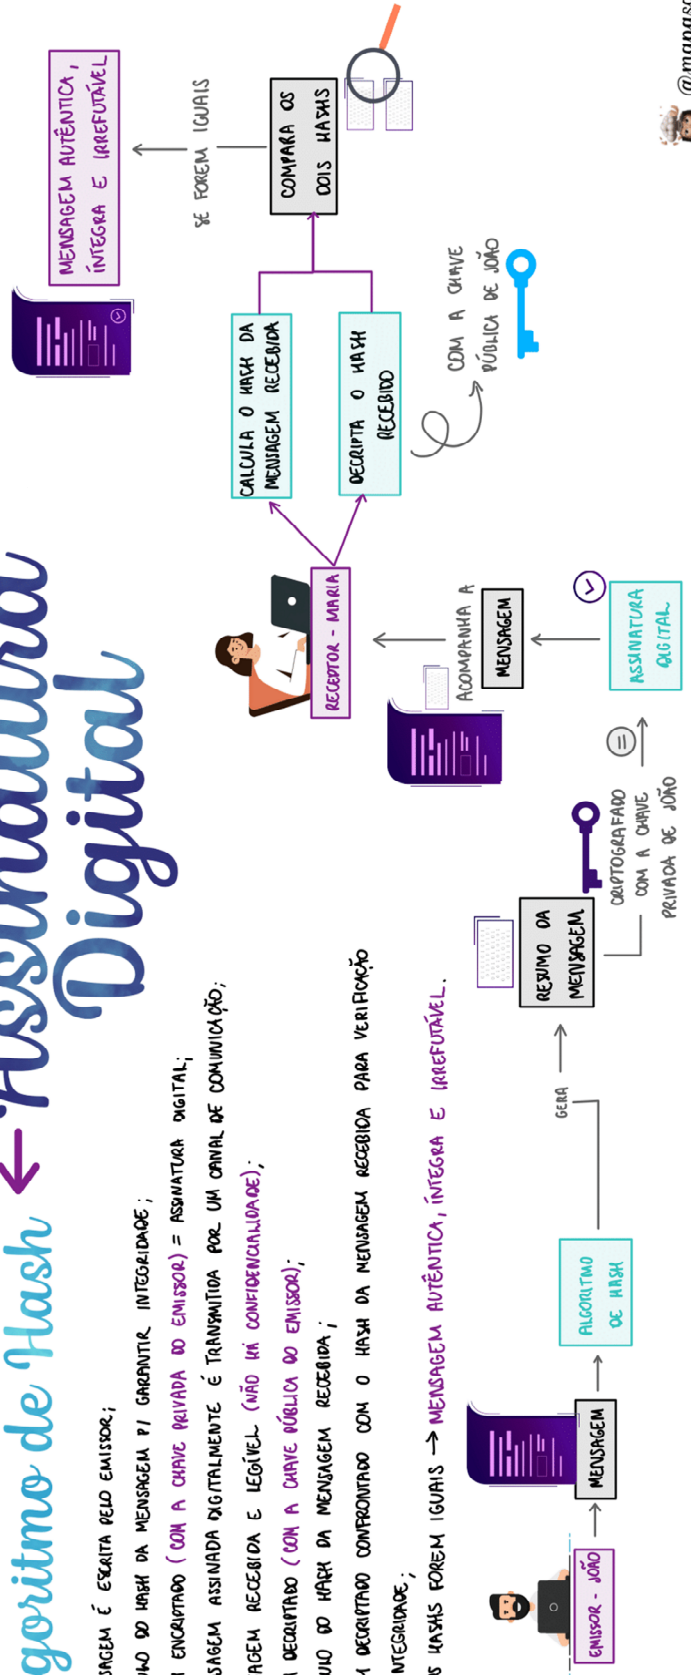 goritmo de Hash ← Assinatura
Digital
SAGEM É ESCRITA PELO EMISSOR;
DO HASH DA MENSAGEM P/ GARANTIR INTEGRIDADE;
ENCRIPTADO (COM A CHAVE PRIVADA DO EMISSOR) = ASSINATURA DIGITAL;
SAGEM ASSINADA DIGITALMENTE É TRANSMITIDA POR UM CANAL DE COMUNICAÇÃO;
AGEM RECEBIDA E LEGÍVEL (NÃO HÁ CONFIDENCIALIDADE);
DECRIPTADO (COM A CHAVE PÚBLICA DO EMISSOR);
DO HASH DA MENSAGEM RECEBIDA;
DECRIPTADO CONFRONTADO COM O HASH DA MENSAGEM RECEBIDA PARA VERIFICAÇÃO
NTEGRIDADE;
S HASHS FOREM IGUAIS → MENSAGEM AUTÊNTICA, ÍNTEGRA E IRREFUTÁVEL.
EMISSOR - JOÃO
MENSAGEM
ALGORITMO
DE HASH
GERA
RESUMO DA
MENSAGEM
CRIPTOGRAFADO
COM A CHAVE
PRIVADA DE JOÃO
=
ASSINATURA
DIGITAL
ACOMPANHA A
MENSAGEM
RECEPTOR - MARIA
CALCULA O HASH DA
MENSAGEM RECEBIDA
DECRIPTA O HASH
RECEBIDO
COM A CHAVE
PÚBLICA DE JOÃO
COMPARA OS
DOIS HASHS
SE FOREM IGUAIS
MENSAGEM AUTÊNTICA,
ÍNTEGRA E IRREFUTÁVEL